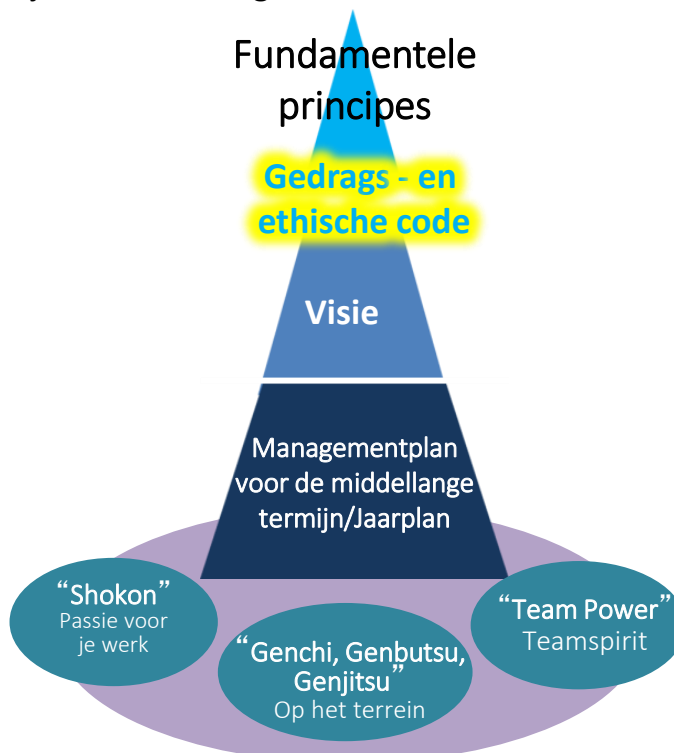 Fundamentele
principes
Gedrags - en
ethische code
Visie
Managementplan
voor de middellange
termijn/Jaarplan
“Shokon”
Passie voor
je werk
“Genchi, Genbutsu,
Genjitsu”
Op het terrein
“Team Power”
Teamspirit